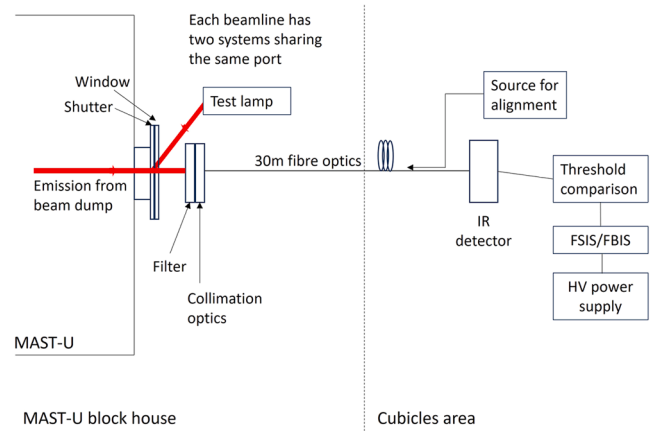 Each beamline has
two systems sharing
the same port
Window
Shutter
Test lamp
Source for
alignment
30m fibre optics
Emission from
beam dump
Threshold
comparison
IR
detector
FSIS/FBIS
Filter
HV power
supply
Collimation
optics
MAST-U
MAST-U block house
Cubicles area